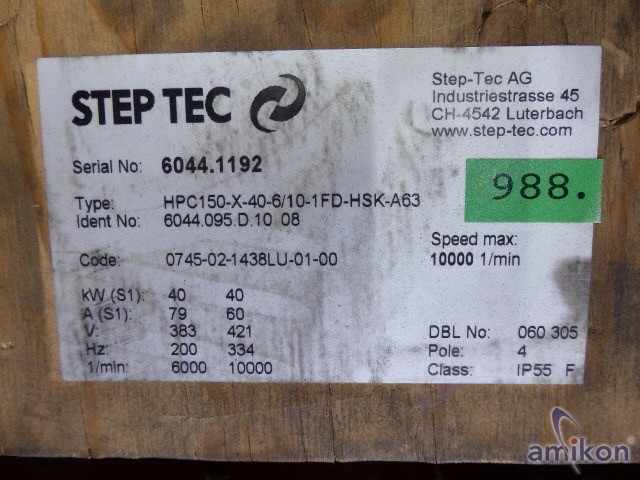 STEP TEC
Step-Tec AG
Industriestrasse 45
CH-4542 Luterbach
www.step-tec.com
Serial No: 6044.1192
988.
Type: HPC150-X-40-6/10-1FD-HSK-A63
Ident No: 6044.095.D.10 08
Code: 0745-02-1438LU-01-00
Speed max:
10000 1/min
kW (S1): 40 40
A (S1): 79 60
V: 383 421
Hz: 200 334
1/min: 6000 10000
DBL No: 060 305
Pole: 4
Class: IP55 F
amikon®